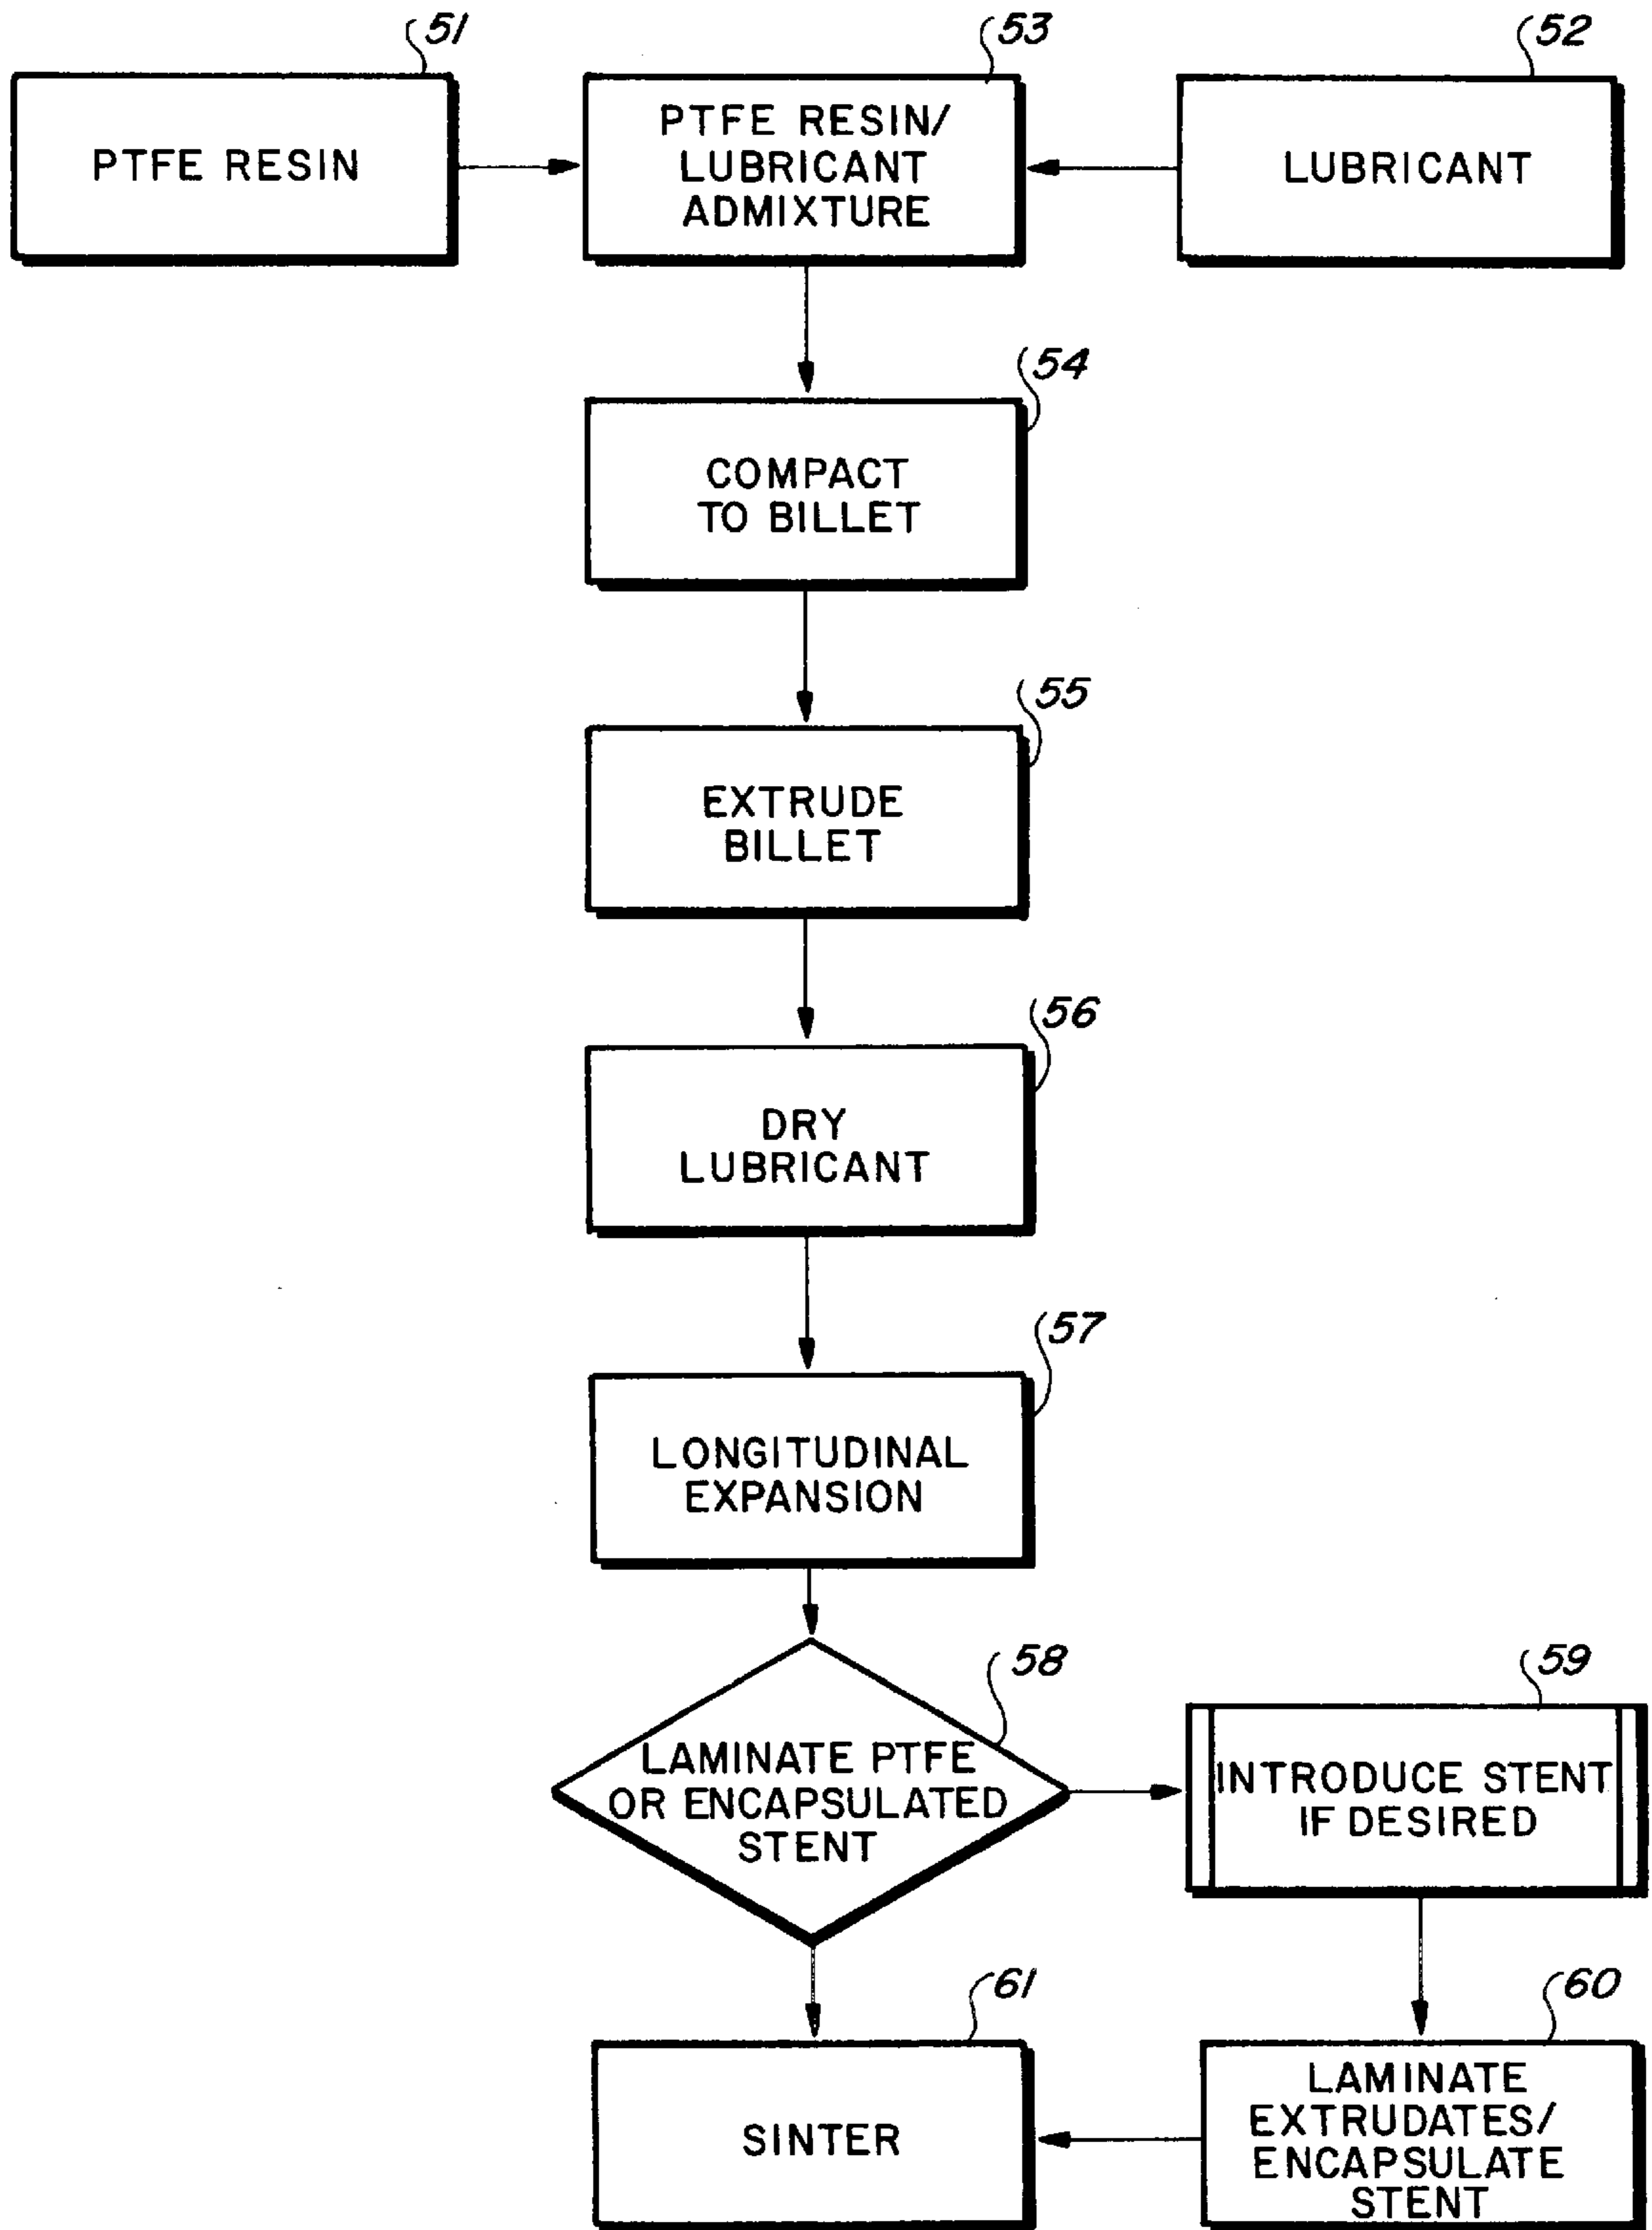 51
53
52
PTFE RESIN
PTFE RESIN/
LUBRICANT
ADMIXTURE
LUBRICANT
54
COMPACT
TO BILLET
55
EXTRUDE
BILLET
56
DRY
LUBRICANT
57
LONGITUDINAL
EXPANSION
58
59
LAMINATE PTFE
OR ENCAPSULATED
STENT
INTRODUCE STENT
IF DESIRED
61
60
SINTER
LAMINATE
EXTRUDATES/
ENCAPSULATE
STENT